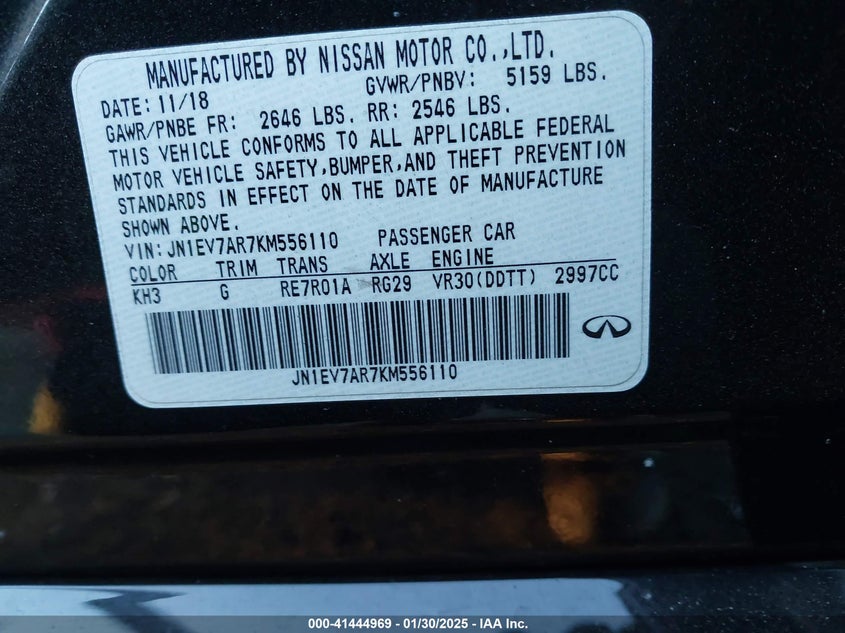 MANUFACTURED BY NISSAN MOTOR CO.,LTD.
DATE: 11/18 GVWR/PNBV: 5159 LBS.
GAWR/PNBE FR: 2646 LBS. RR: 2546 LBS.
THIS VEHICLE CONFORMS TO ALL APPLICABLE FEDERAL
MOTOR VEHICLE SAFETY,BUMPER,AND THEFT PREVENTION
STANDARDS IN EFFECT ON THE DATE OF MANUFACTURE
SHOWN ABOVE.
VIN: JN1EV7AR7KM556110 PASSENGER CAR
COLOR TRIM TRANS AXLE ENGINE
KH3 G RE7R01A RG29 VR30(DDTT) 2997CC
JN1EV7AR7KM556110
000-41444969 - 01/30/2025 - IAA Inc.